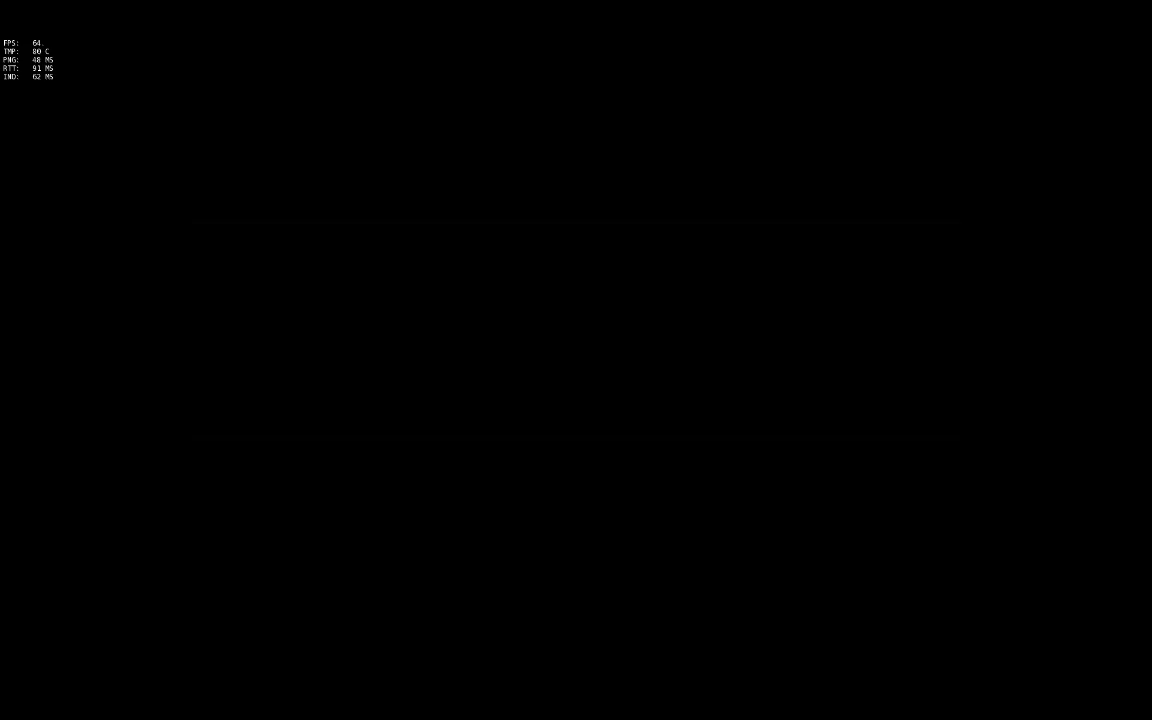 FPS: 64.
TMP: 80 C
PNG: 48 MS
RTT: 91 MS
IND: 62 MS